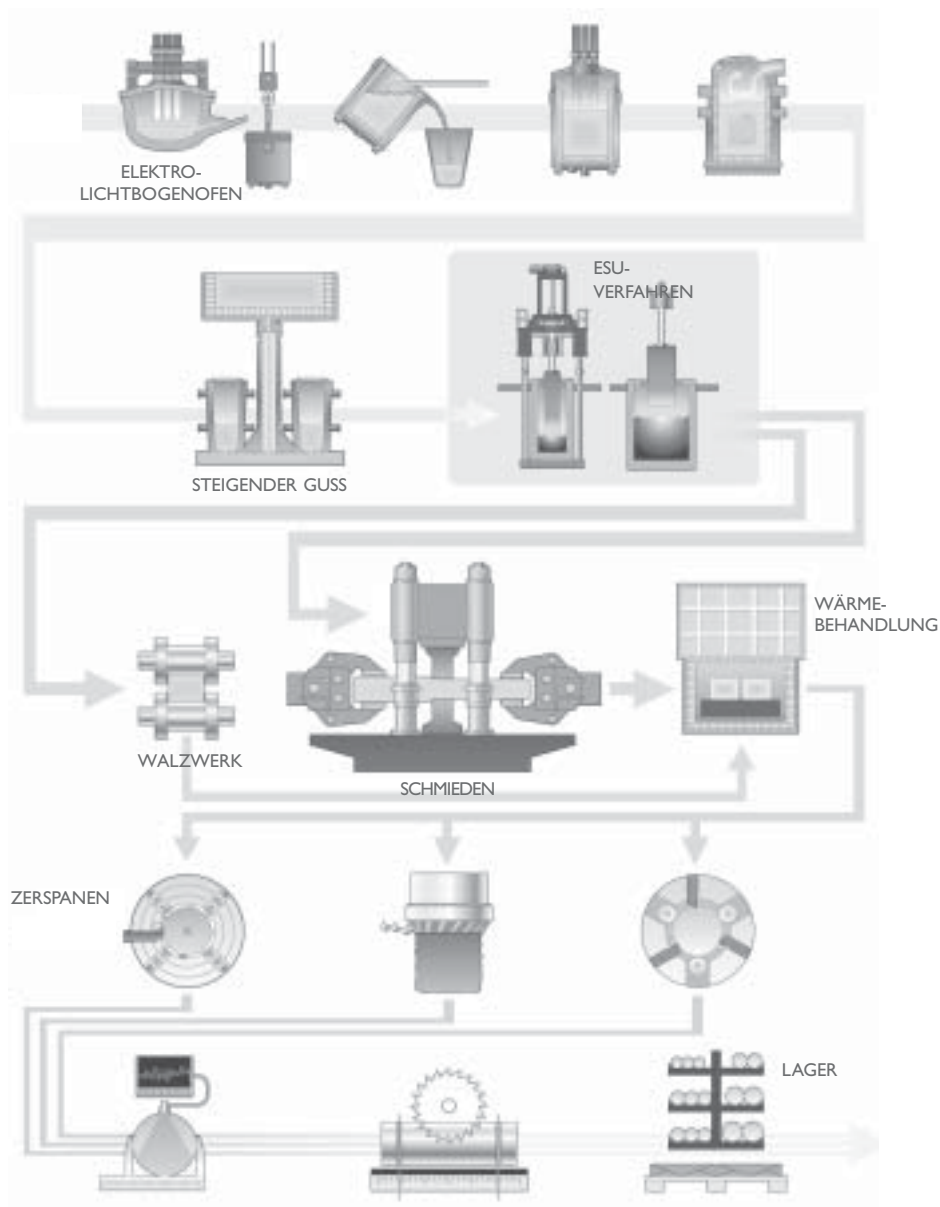 ELEKTRO-
LICHTBOGENOFEN
ESU-
VERFAHREN
STEIGENDER GUSS
WÄRME-
BEHANDLUNG
WALZWERK
SCHMIEDEN
ZERSPANEN
LAGER